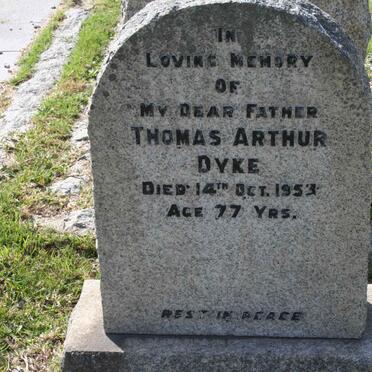 IN
LOVING MEMORY
OF
MY DEAR FATHER
THOMAS ARTHUR
DYKE
DIED 14TH OCT. 1953
AGE 77 YRS.
REST IN PEACE